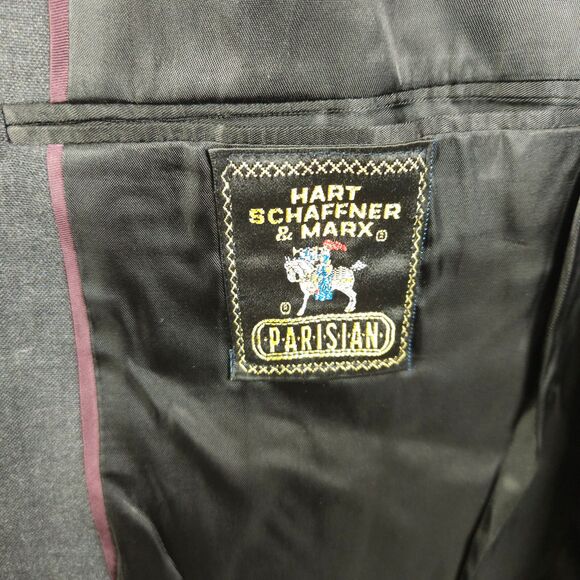 HART
SCHAFFNER
& MARX ®
®
PARISIAN